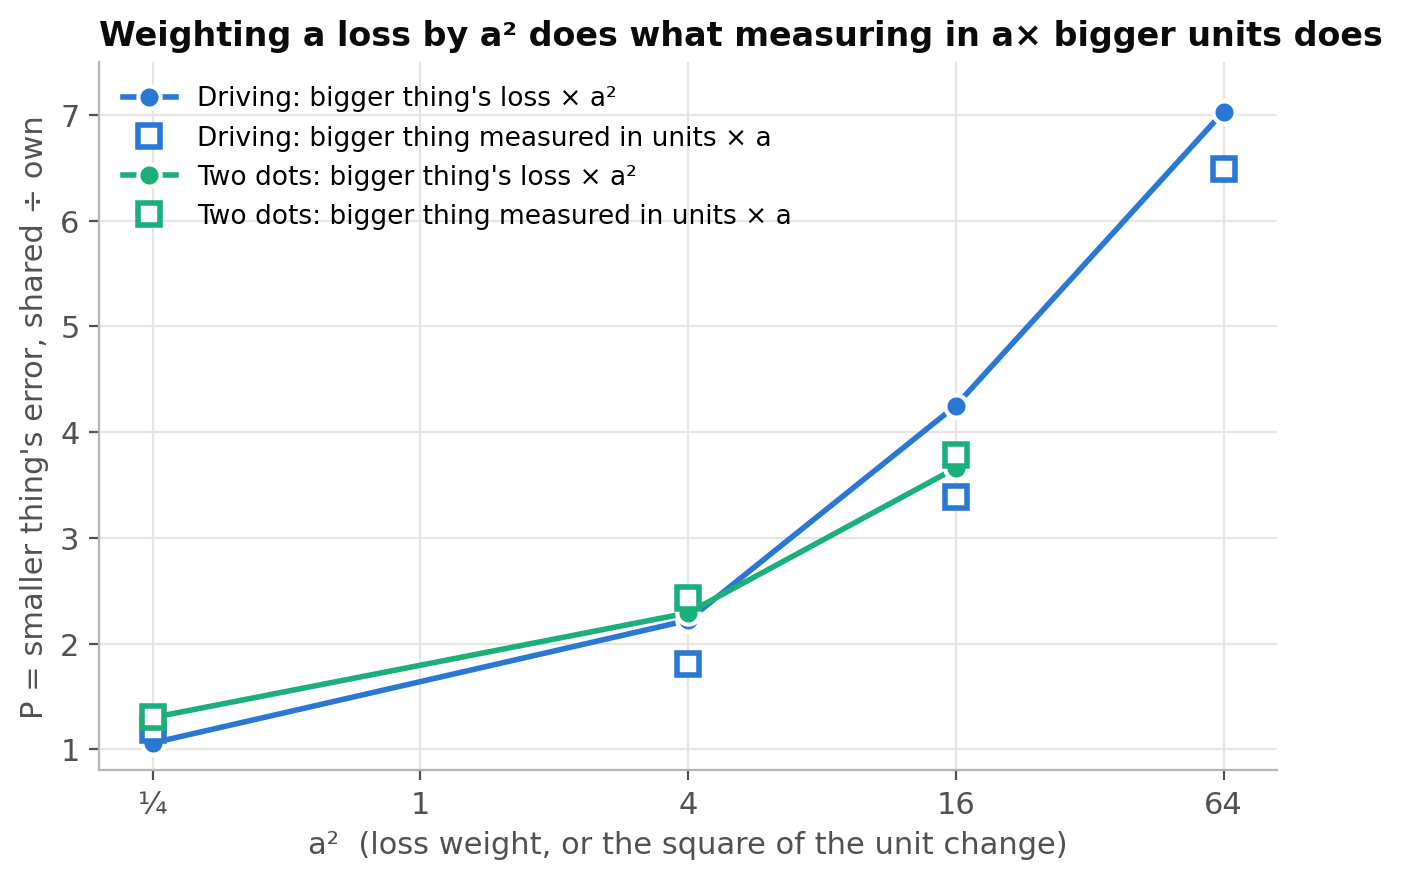 Weighting a loss by a² does what measuring in a× bigger units does
Driving: bigger thing's loss × a²
Driving: bigger thing measured in units × a
Two dots: bigger thing's loss × a²
Two dots: bigger thing measured in units × a
P = smaller thing's error, shared ÷ own
7
6
5
4
3
2
1
¼ 1 4 16 64
a² (loss weight, or the square of the unit change)